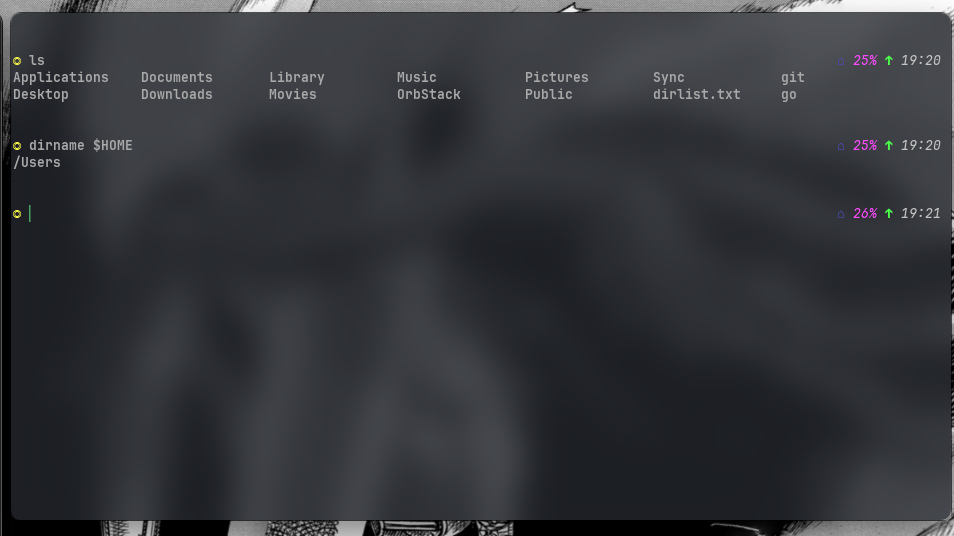 © ls 25% ↑ 19:20
Applications Documents Library Music Pictures Sync git
Desktop Downloads Movies OrbStack Public dirlist.txt go
© dirname $HOME 25% ↑ 19:20
/Users
© 26% ↑ 19:21